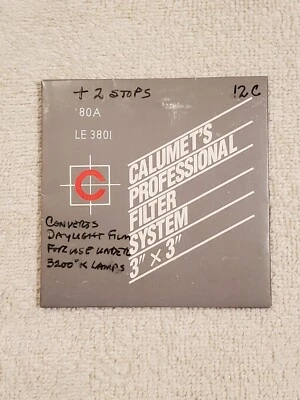 + 2 STOPS 12C
80A
LE 3801
C
CALUMET'S
PROFESSIONAL
FILTER
SYSTEM
3" x 3"
CONVERTS
DAYLIGHT FILM
FOR USE UNDER
3200°K LAMPS